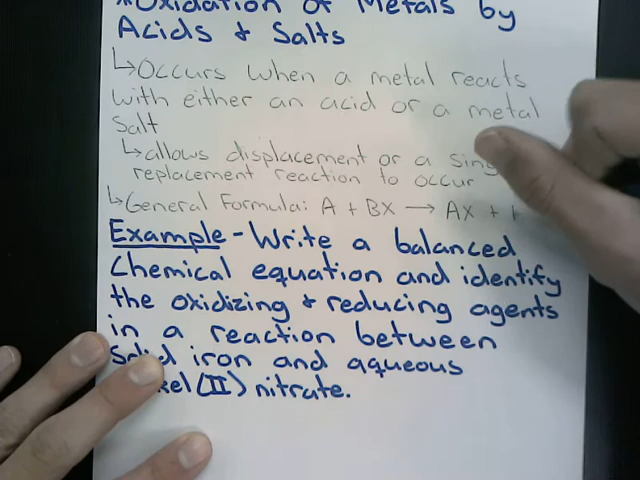 *Oxidation of Metals by
Acids & Salts
↳Occurs when a metal reacts
with either an acid or a metal
salt
↳allows displacement or a
replacement reaction to occur
↳General Formula: A + BX → AX +
Example - Write a balanced
chemical equation and identify
the oxidizing & reducing agents
in a reaction between
solid iron and aqueous
(II) nitrate.